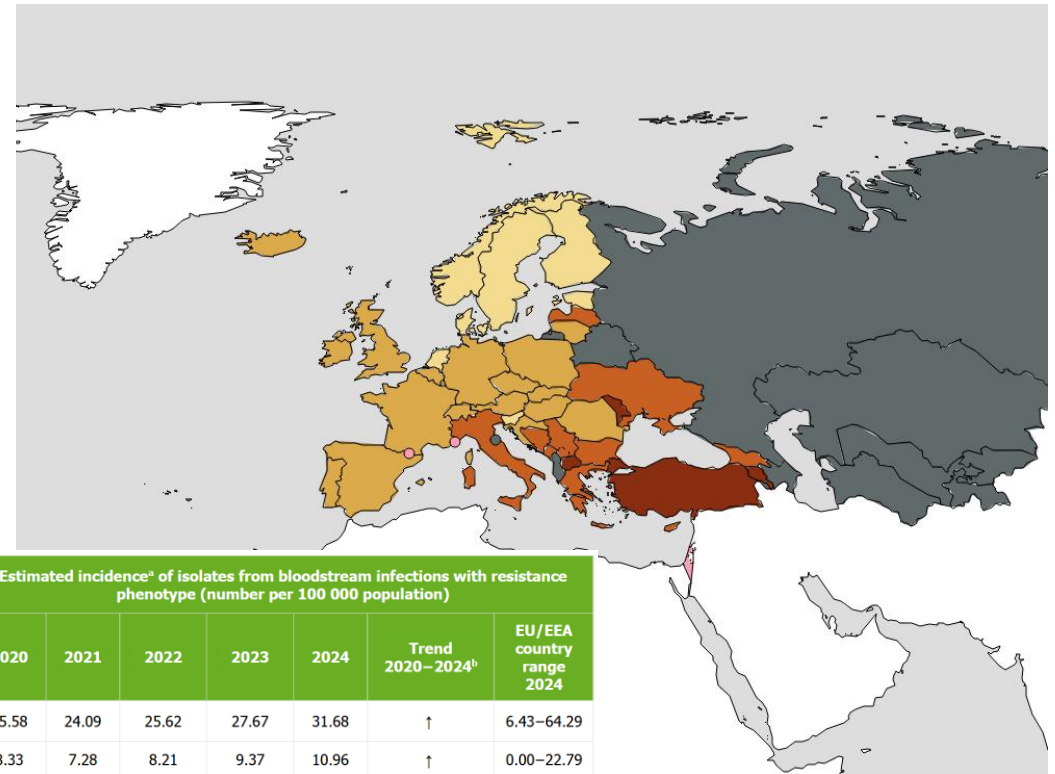 Estimated incidenceᵃ of isolates from bloodstream infections with resistance
phenotype (number per 100 000 population)
2021 2022 2023 2024 Trend 2020–2024ᵇ EU/EEA country range 2024
24.09 25.62 27.67 31.68 ↑ 6.43–64.29
7.28 8.21 9.37 10.96 ↑ 0.00–22.79